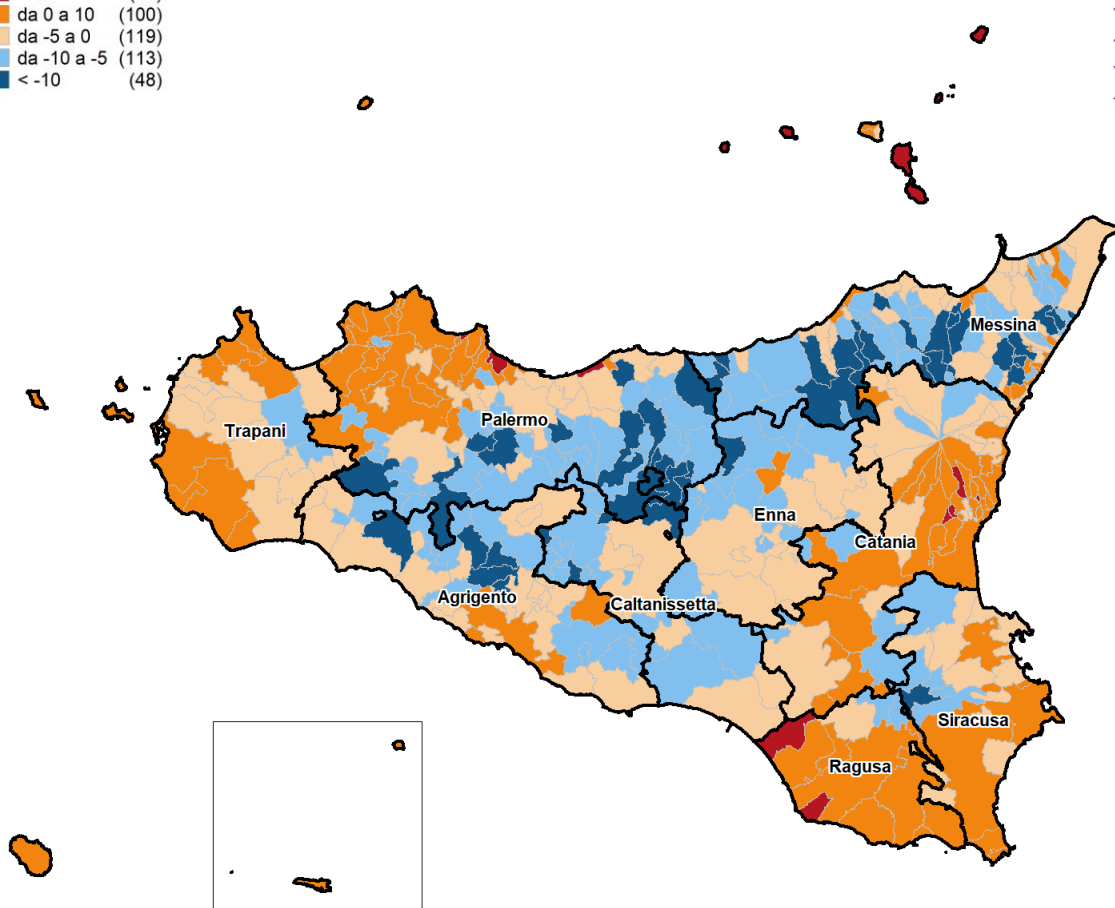 da 0 a 10 (100)
da -5 a 0 (119)
da -10 a -5 (113)
< -10 (48)
Messina
Palermo
Trapani
Enna
Catania
Agrigento
Caltanissetta
Siracusa
Ragusa